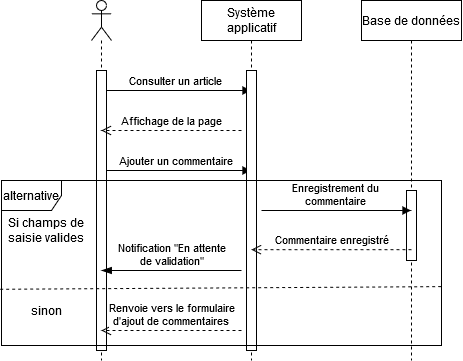 Système
applicatif
Base de données
Consulter un article
Affichage de la page
Ajouter un commentaire
alternative
Enregistrement du
commentaire
Si champs de
saisie valides
Commentaire enregistré
Notification "En attente
de validation"
sinon
Renvoie vers le formulaire
d'ajout de commentaires